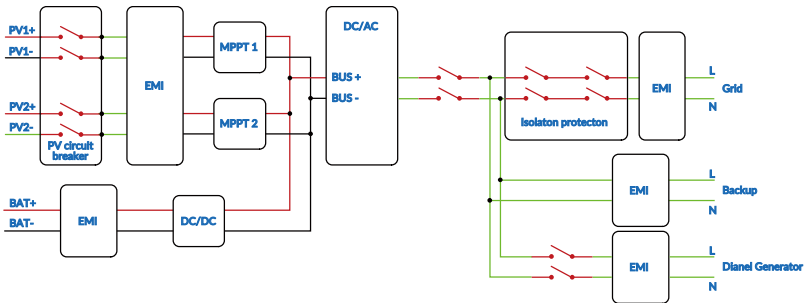 PV1+
PV1-
PV2+
PV2-
PV circuit
breaker
EMI
MPPT 1
MPPT 2
DC/AC
BUS +
BUS -
Isolaton protecton
EMI
L
Grid
N
BAT+
BAT-
EMI
DC/DC
EMI
L
Backup
N
EMI
L
Dianel Generator
N